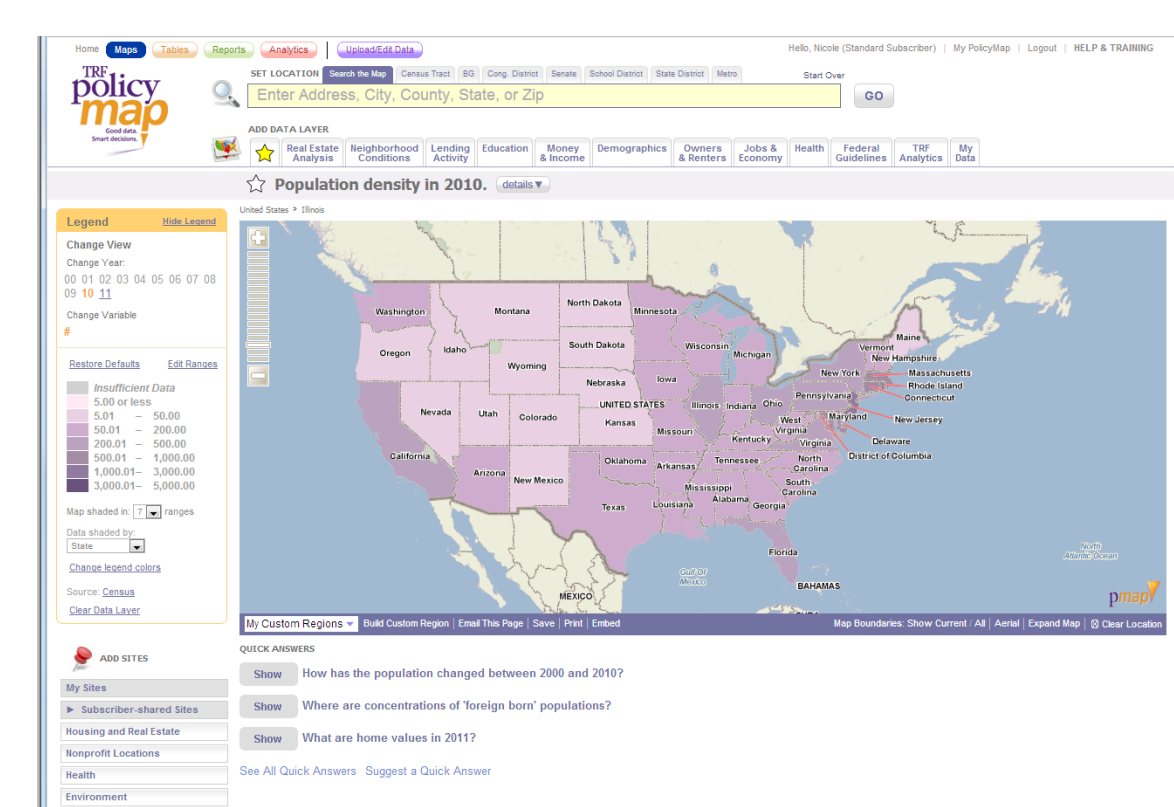 Home Maps Tables Reports Analytics | Upload/Edit Data
Hello, Nicole (Standard Subscriber) | My PolicyMap | Logout | HELP & TRAINING
TRF
policy
map
Good data.
Smart decisions.
SET LOCATION Search the Map Census Tract BG Cong. District Senate School District State District Metro Start Over
Enter Address, City, County, State, or Zip GO
ADD DATA LAYER
Real Estate Analysis Neighborhood Conditions Lending Activity Education Money & Income Demographics Owners & Renters Jobs & Economy Health Federal Guidelines TRF Analytics My Data
Population density in 2010. details▼
United States > Illinois
Legend Hide Legend
Change View
Change Year:
00 01 02 03 04 05 06 07 08
09 10 11
Change Variable
#
Restore Defaults Edit Ranges
Insufficient Data
5.00 or less
5.01 – 50.00
50.01 – 200.00
200.01 – 500.00
500.01 – 1,000.00
1,000.01– 3,000.00
3,000.01– 5,000.00
Map shaded in: 7 ranges
Data shaded by:
State
Change legend colors
Source: Census
Clear Data Layer
Washington
Montana
North Dakota
Minnesota
Maine
Oregon
Idaho
South Dakota
Wisconsin
Michigan
Vermont
New Hampshire
Wyoming
New York
Massachusetts
Rhode Island
Connecticut
Nebraska
Iowa
Pennsylvania
Nevada
Utah
Colorado
UNITED STATES
Kansas
Illinois
Indiana
Ohio
Missouri
West Virginia
Maryland
New Jersey
Kentucky
Virginia
Delaware
District of Columbia
California
Arizona
New Mexico
Oklahoma
Arkansas
Tennessee
North Carolina
Mississippi
Alabama
South Carolina
Georgia
Texas
Louisiana
Florida
Gulf Of
Mexico
North
Atlantic Ocean
MEXICO
BAHAMAS
pmap
My Custom Regions Build Custom Region | Email This Page | Save | Print | Embed
Map Boundaries: Show Current / All | Aerial | Expand Map | Clear Location
QUICK ANSWERS
Show How has the population changed between 2000 and 2010?
Show Where are concentrations of 'foreign born' populations?
Show What are home values in 2011?
See All Quick Answers Suggest a Quick Answer
ADD SITES
My Sites
► Subscriber-shared Sites
Housing and Real Estate
Nonprofit Locations
Health
Environment